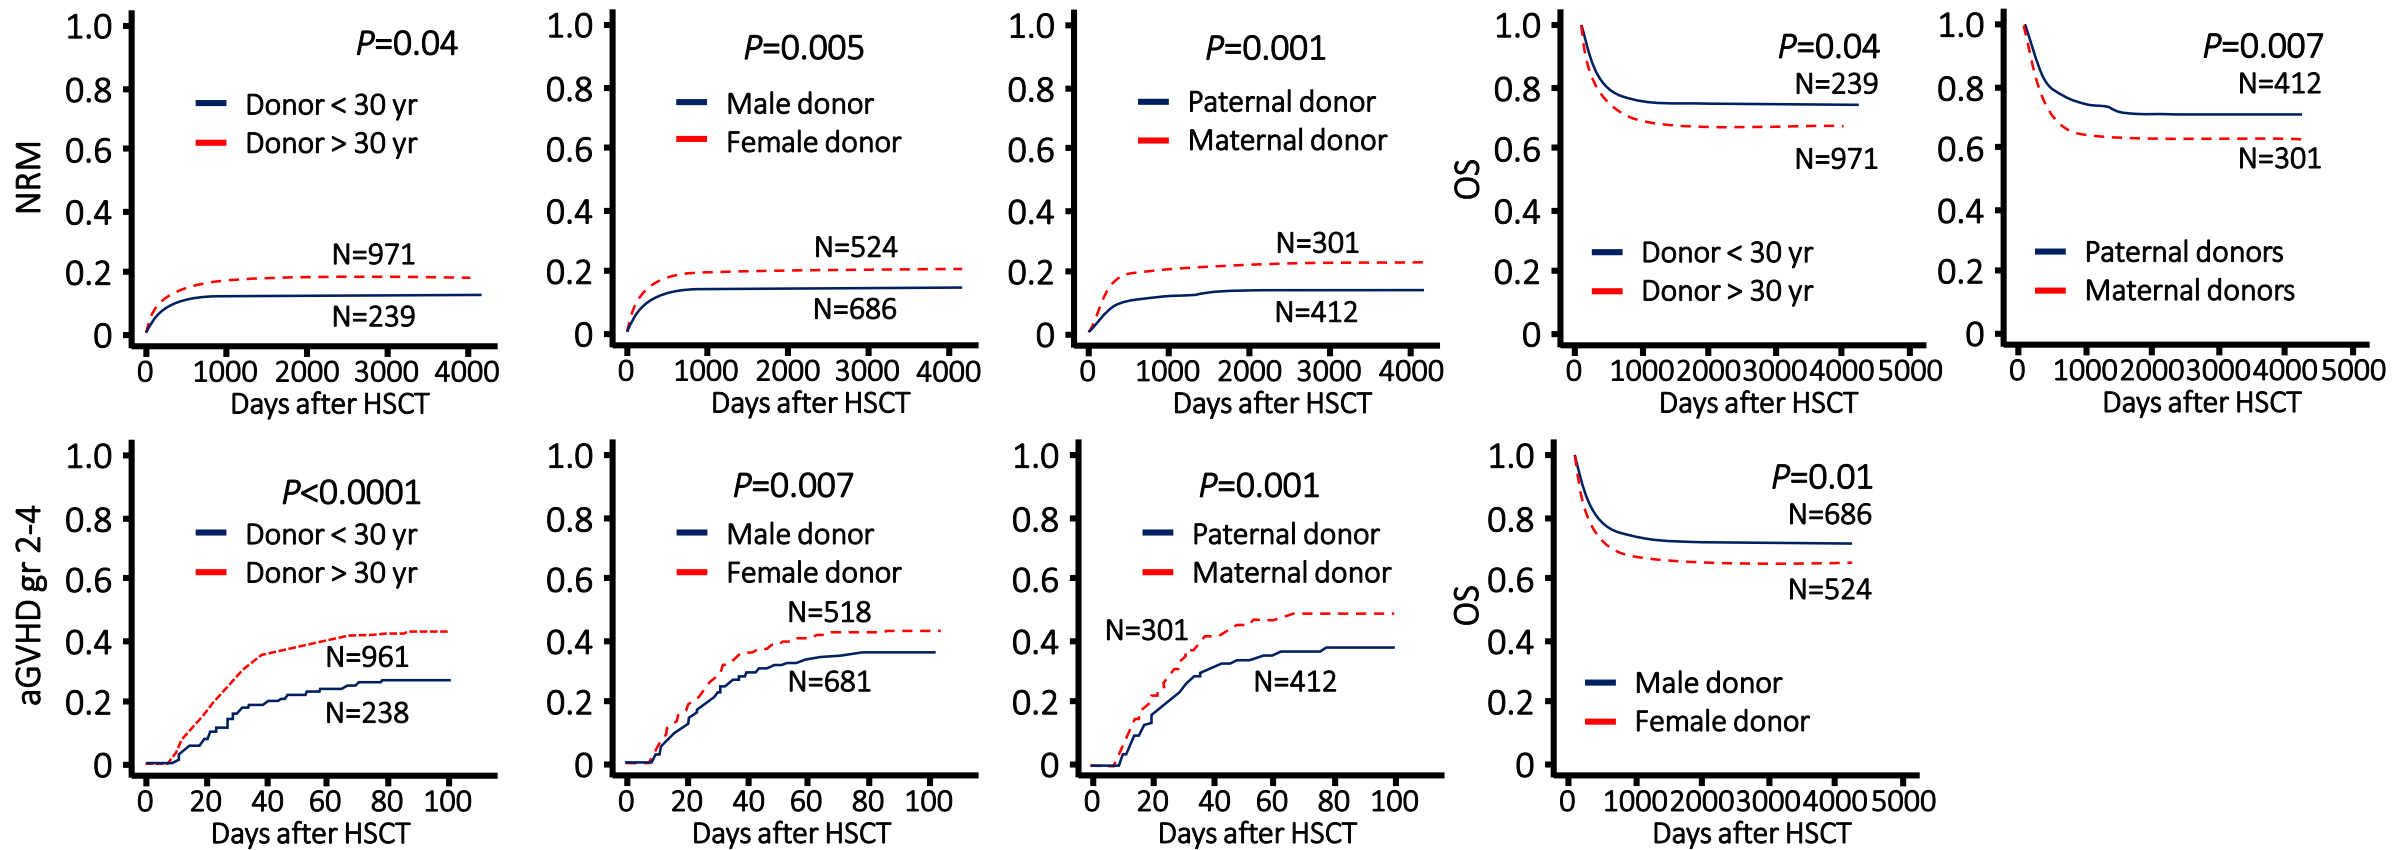 NRM
1.0
0.8
0.6
0.4
0.2
0
P=0.04
Donor < 30 yr
Donor > 30 yr
N=971
N=239
0 1000 2000 3000 4000
Days after HSCT
1.0
0.8
0.6
0.4
0.2
0
P=0.005
Male donor
Female donor
N=524
N=686
0 1000 2000 3000 4000
Days after HSCT
1.0
0.8
0.6
0.4
0.2
0
P=0.001
Paternal donor
Maternal donor
N=301
N=412
0 1000 2000 3000 4000
Days after HSCT
OS
1.0
0.8
0.6
0.4
0.2
0
P=0.04
N=239
N=971
Donor < 30 yr
Donor > 30 yr
0 1000 2000 3000 4000 5000
Days after HSCT
1.0
0.8
0.6
0.4
0.2
0
P=0.007
N=412
N=301
Paternal donors
Maternal donors
0 1000 2000 3000 4000 5000
Days after HSCT
aGVHD gr 2-4
1.0
0.8
0.6
0.4
0.2
0
P<0.0001
Donor < 30 yr
Donor > 30 yr
N=961
N=238
0 20 40 60 80 100
Days after HSCT
1.0
0.8
0.6
0.4
0.2
0
P=0.007
Male donor
Female donor
N=518
N=681
0 20 40 60 80 100
Days after HSCT
1.0
0.8
0.6
0.4
0.2
0
P=0.001
Paternal donor
Maternal donor
N=301
N=412
0 20 40 60 80 100
Days after HSCT
OS
1.0
0.8
0.6
0.4
0.2
0
P=0.01
N=686
N=524
Male donor
Female donor
0 1000 2000 3000 4000 5000
Days after HSCT